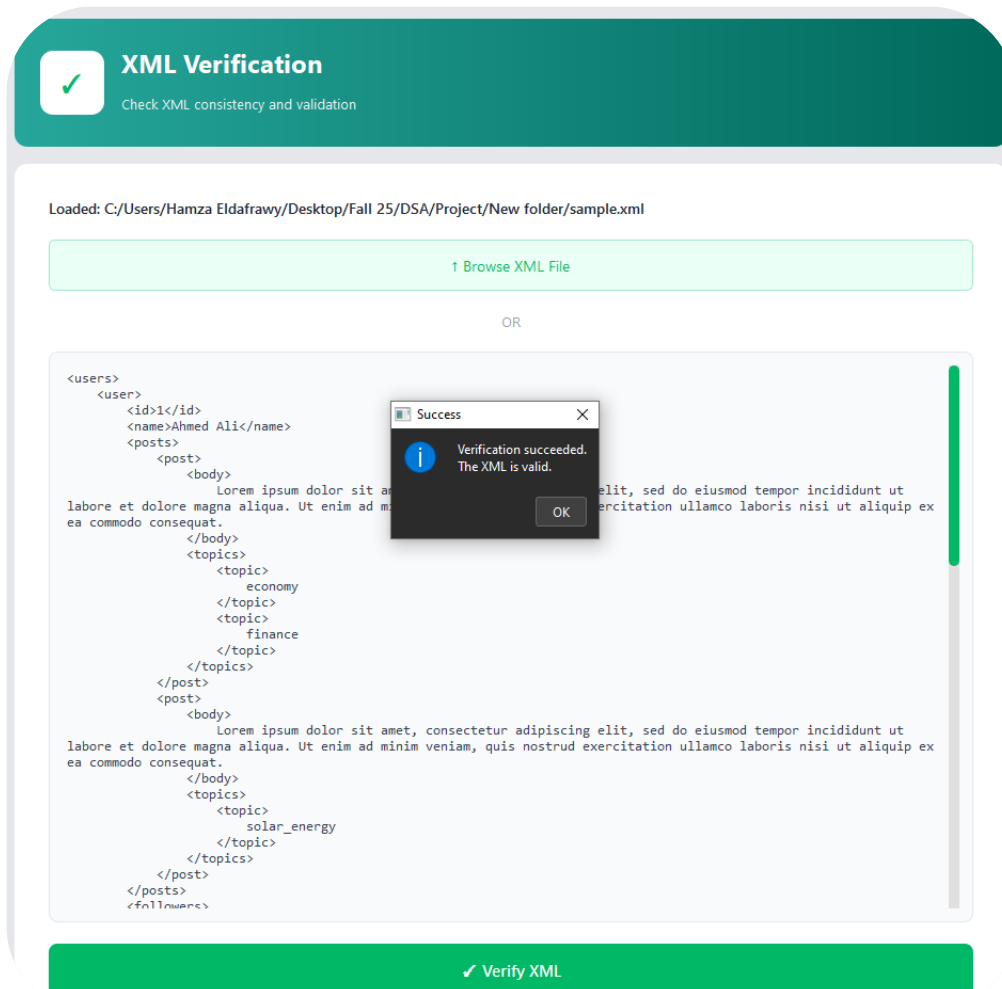 ✓
XML Verification
Check XML consistency and validation
Loaded: C:/Users/Hamza Eldafrawy/Desktop/Fall 25/DSA/Project/New folder/sample.xml
↑ Browse XML File
OR
<users>
<user>
<id>1</id>
<name>Ahmed Ali</name>
<posts>
<post>
<body>
Lorem ipsum dolor sit elit, sed do eiusmod tempor incididunt ut
labore et dolore magna aliqua. Ut enim ad ercitation ullamco laboris nisi ut aliquip ex
ea commodo consequat.
</body>
<topics>
<topic>
economy
</topic>
<topic>
finance
</topic>
</topics>
</post>
<post>
<body>
Lorem ipsum dolor sit amet, consectetur adipiscing elit, sed do eiusmod tempor incididunt ut
labore et dolore magna aliqua. Ut enim ad minim veniam, quis nostrud exercitation ullamco laboris nisi ut aliquip ex
ea commodo consequat.
</body>
<topics>
<topic>
solar_energy
</topic>
</topics>
</post>
</posts>
<followers>
Success
Verification succeeded.
The XML is valid.
OK
✓ Verify XML